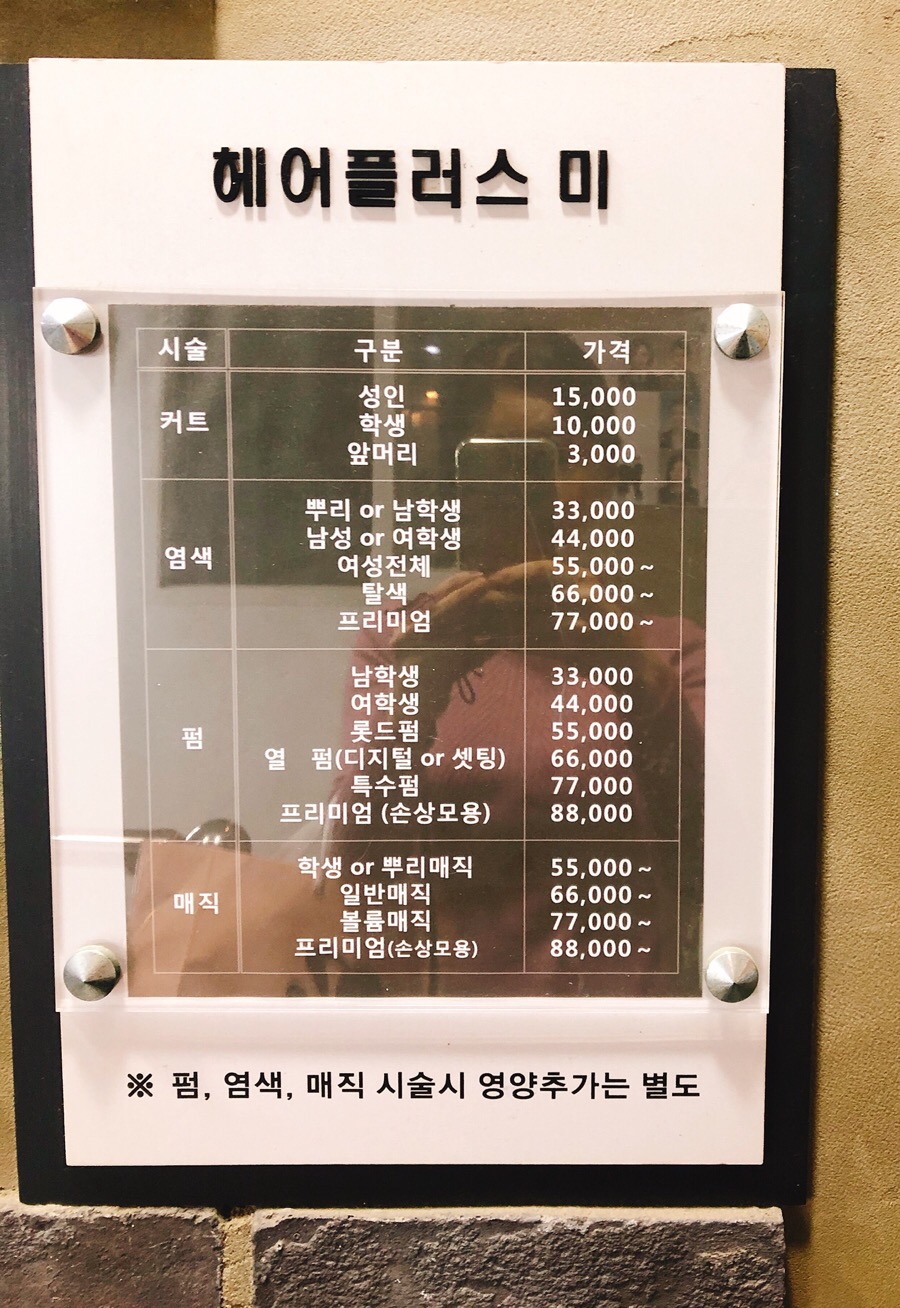 헤어플러스 미
시술 구분 가격
커트
성인 15,000
학생 10,000
앞머리 3,000
염색
뿌리 or 남학생 33,000
남성 or 여학생 44,000
여성전체 55,000 ~
탈색 66,000 ~
프리미엄 77,000 ~
펌
남학생 33,000
여학생 44,000
롯드펌 55,000
열 펌(디지털 or 셋팅) 66,000
특수펌 77,000
프리미엄 (손상모용) 88,000
매직
학생 or 뿌리매직 55,000 ~
일반매직 66,000 ~
볼륨매직 77,000 ~
프리미엄(손상모용) 88,000 ~
※ 펌, 염색, 매직 시술시 영양추가는 별도